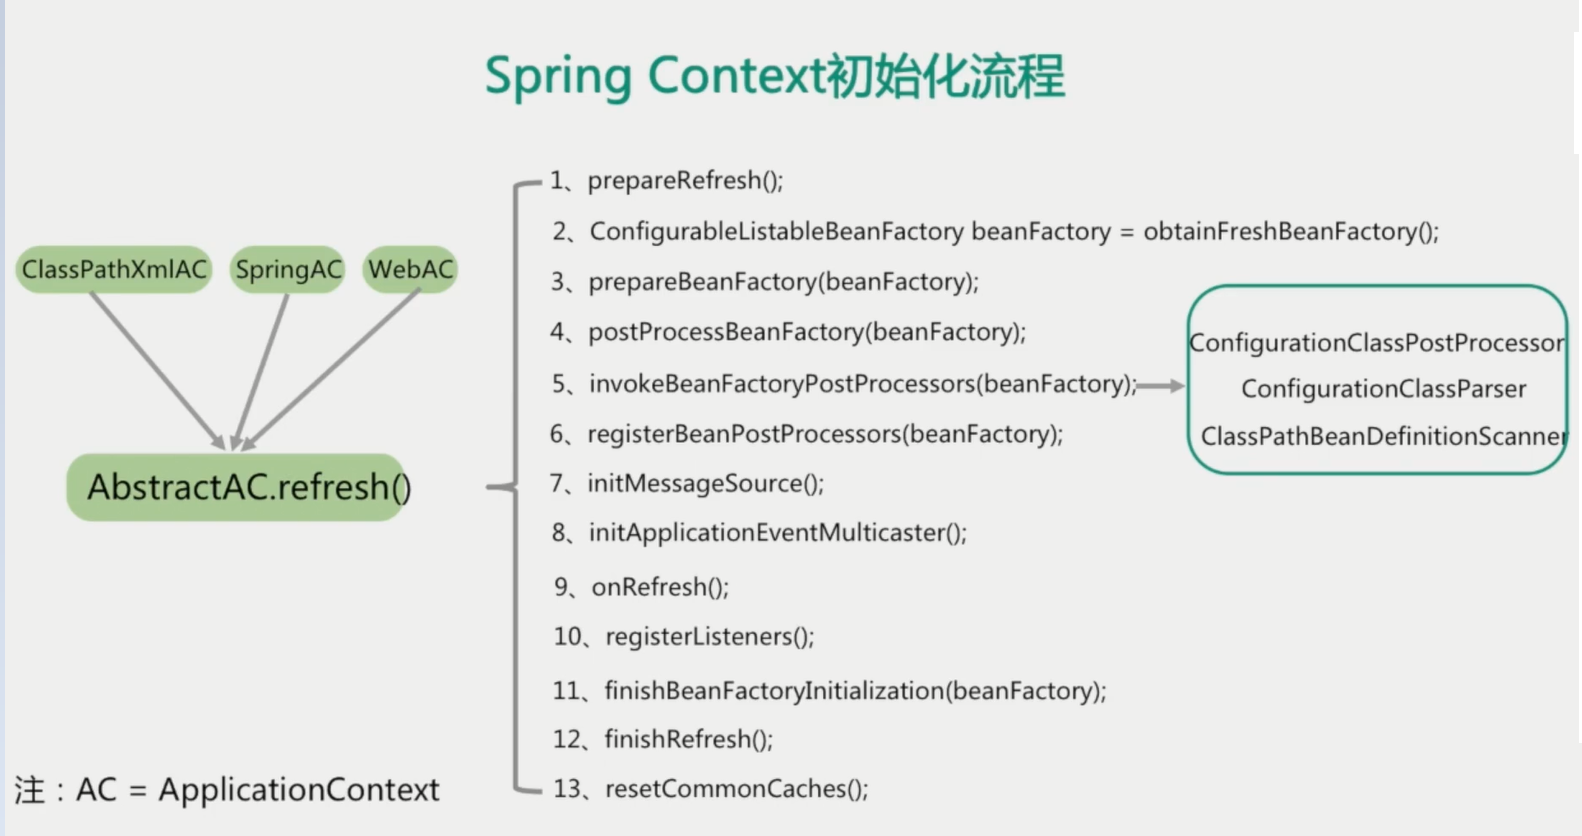 Spring Context初始化流程
ClassPathXmlAC
SpringAC
WebAC
AbstractAC.refresh()
1、prepareRefresh();
2、ConfigurableListableBeanFactory beanFactory = obtainFreshBeanFactory();
3、prepareBeanFactory(beanFactory);
4、postProcessBeanFactory(beanFactory);
5、invokeBeanFactoryPostProcessors(beanFactory);
6、registerBeanPostProcessors(beanFactory);
7、initMessageSource();
8、initApplicationEventMulticaster();
9、onRefresh();
10、registerListeners();
11、finishBeanFactoryInitialization(beanFactory);
12、finishRefresh();
13、resetCommonCaches();
ConfigurationClassPostProcessor
ConfigurationClassParser
ClassPathBeanDefinitionScanner
注：AC = ApplicationContext